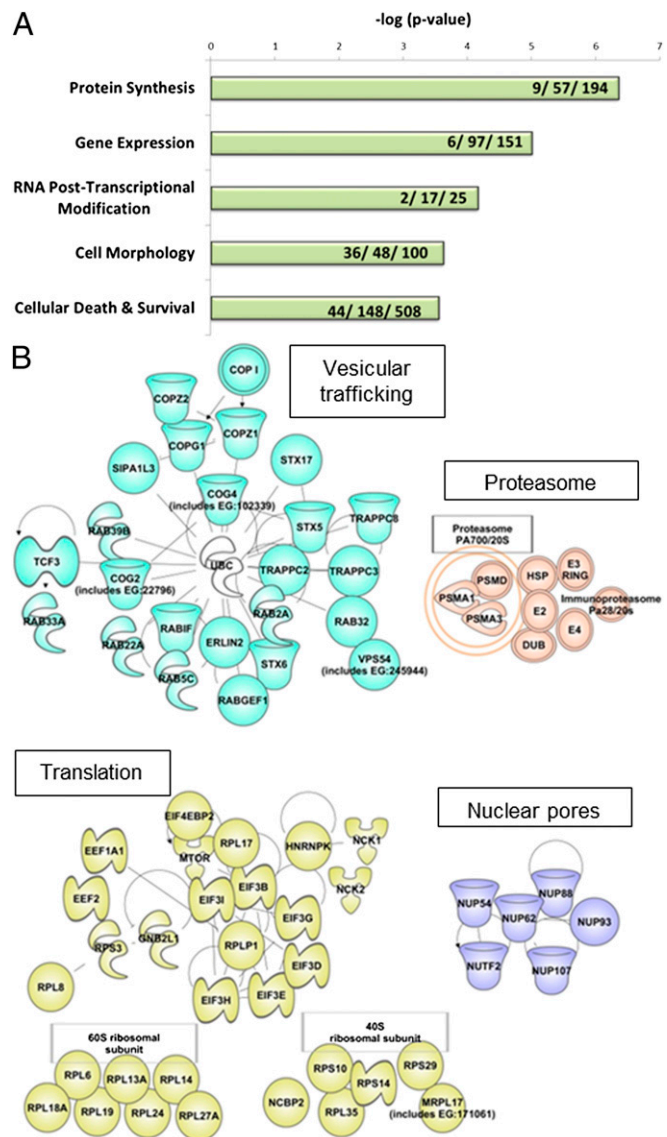 A
-log (p-value)
0 1 2 3 4 5 6 7
Protein Synthesis
9/ 57/ 194
Gene Expression
6/ 97/ 151
RNA Post-Transcriptional
Modification
2/ 17/ 25
Cell Morphology
36/ 48/ 100
Cellular Death & Survival
44/ 148/ 508
B
Vesicular
trafficking
COP I
COPZ2
COPG1
COPZ1
SIPA1L3
STX17
COG4
(includes EG:102339)
STX5
TRAPPC8
RAB39B
TCF3
UBC
COG2
(includes EG:22796)
TRAPPC2
TRAPPC3
RAB33A
RAB22A
RABIF
ERLIN2
RAB2A
RAB32
RAB5C
STX6
VPS54
(includes EG:245944)
RABGEF1
Proteasome
Proteasome
PA700/20S
PSMD
PSMA1
PSMA3
HSP
E3
RING
Immunoproteasome
Pa28/20s
E2
E4
DUB
Translation
EIF4EBP2
RPL17
MTOR
HNRNPK
NCK1
NCK2
EEF1A1
EIF3I
EIF3B
EEF2
EIF3G
RPS3
GNB2L1
RPLP1
EIF3D
RPL8
EIF3H
EIF3E
60S ribosomal
subunit
RPL6
RPL13A
RPL14
RPL18A
RPL19
RPL24
RPL27A
40S
ribosomal subunit
RPS10
RPS14
RPS29
NCBP2
RPL35
MRPL17
(includes EG:171061)
Nuclear pores
NUP54
NUP62
NUP88
NUP93
NUTF2
NUP107